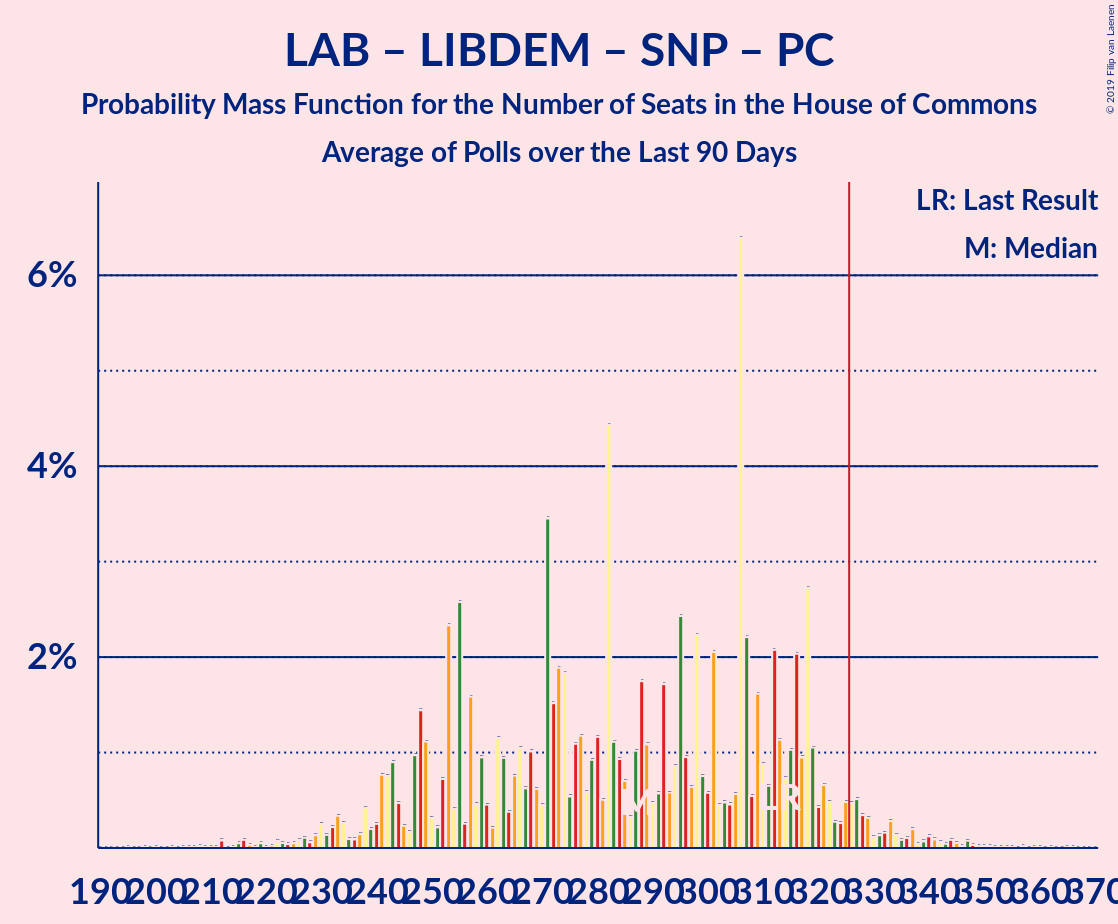 LAB – LIBDEM – SNP – PC
Probability Mass Function for the Number of Seats in the House of Commons
Average of Polls over the Last 90 Days
© 2019 Filip van Laenen
LR: Last Result
M: Median
6%
4%
2%
M
LR
190 200 210 220 230 240 250 260 270 280 290 300 310 320 330 340 350 360 370